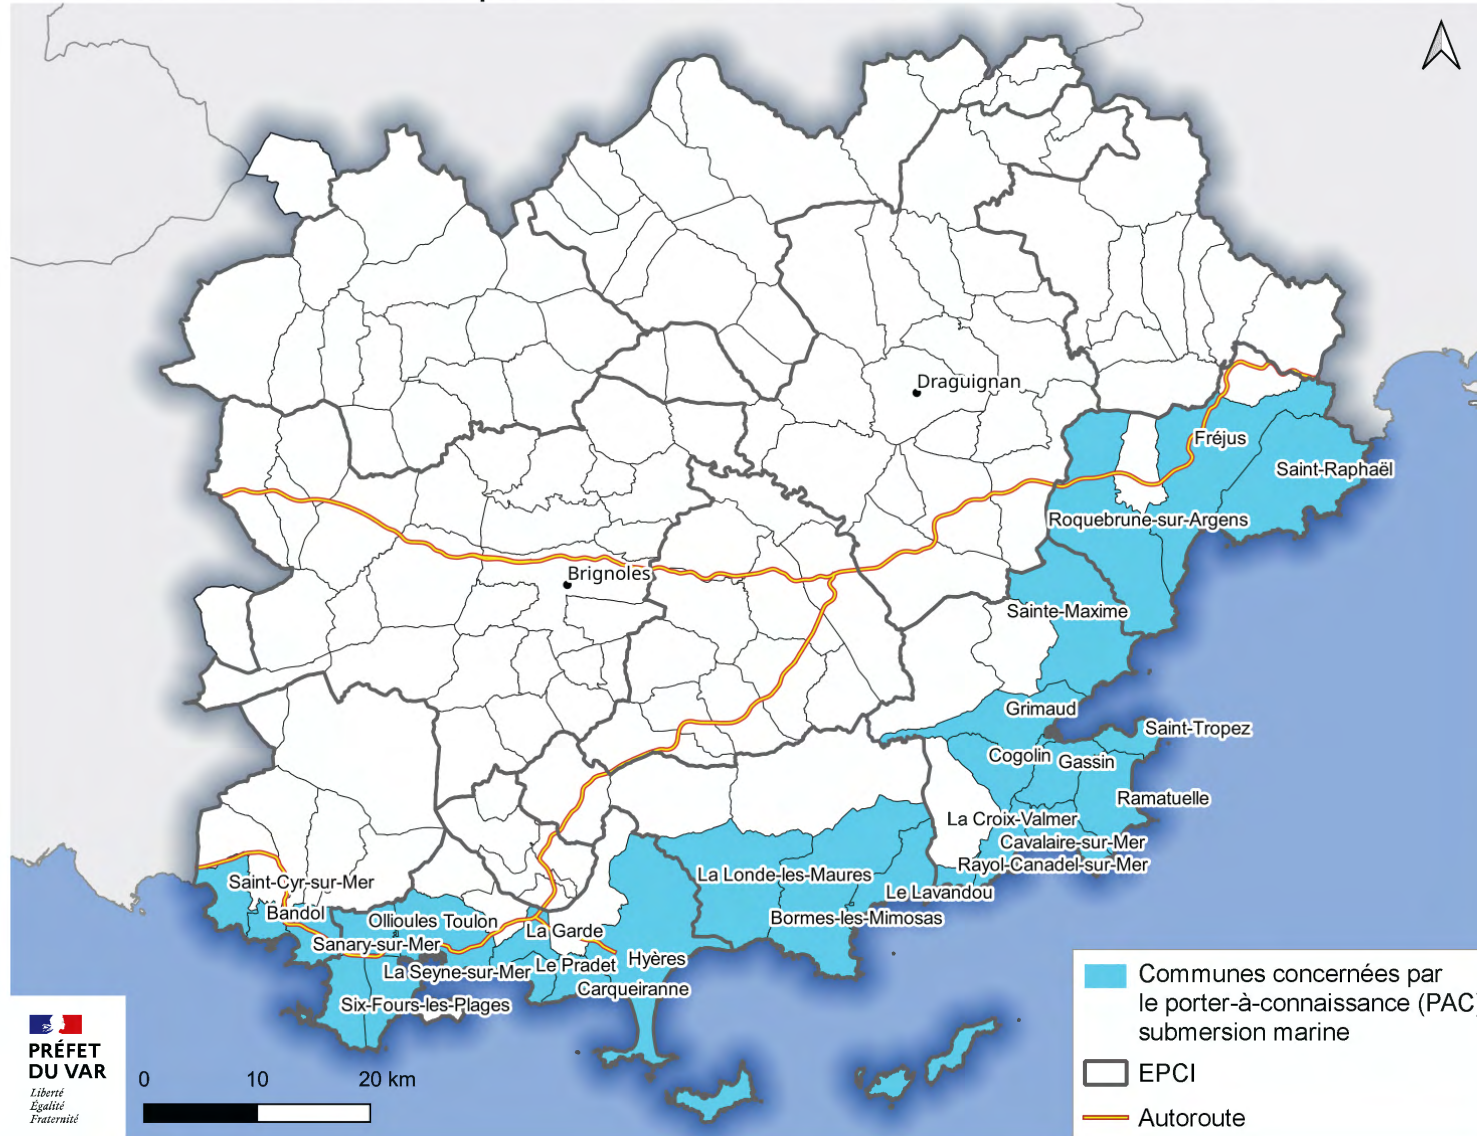 Draguignan
Fréjus
Saint-Raphaël
Roquebrune-sur-Argens
Brignoles
Sainte-Maxime
Grimaud
Saint-Tropez
Cogolin
Gassin
Ramatuelle
La Croix-Valmer
Cavalaire-sur-Mer
Rayol-Canadel-sur-Mer
La Londe-les-Maures
Le Lavandou
Bormes-les-Mimosas
Saint-Cyr-sur-Mer
Bandol
Ollioules
Toulon
La Garde
Sanary-sur-Mer
La Seyne-sur-Mer
Le Pradet
Hyères
Carqueiranne
Six-Fours-les-Plages
PRÉFET
DU VAR
Liberté
Égalité
Fraternité
0 10 20 km
Communes concernées par
le porter-à-connaissance (PAC)
submersion marine
EPCI
Autoroute